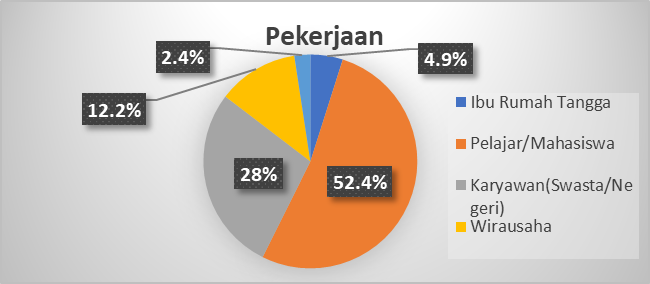 Pekerjaan
2.4%
4.9%
12.2%
28%
52.4%
Ibu Rumah Tangga
Pelajar/Mahasiswa
Karyawan(Swasta/Ne
geri)
Wirausaha